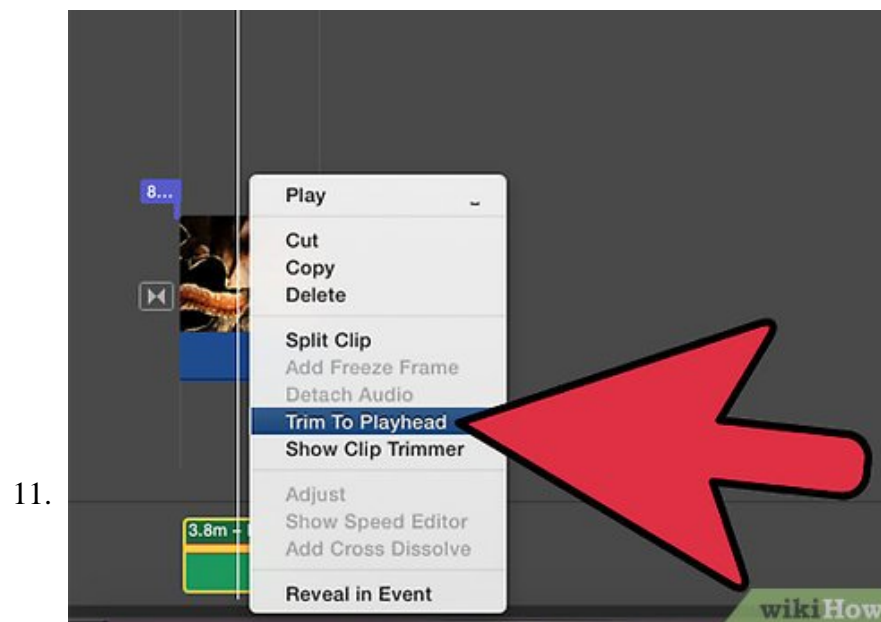 8...
Play
Cut
Copy
Delete
Split Clip
Add Freeze Frame
Detach Audio
Trim To Playhead
Show Clip Trimmer
11.
Adjust
3.8m –
Show Speed Editor
Add Cross Dissolve
Reveal in Event
wikiHow